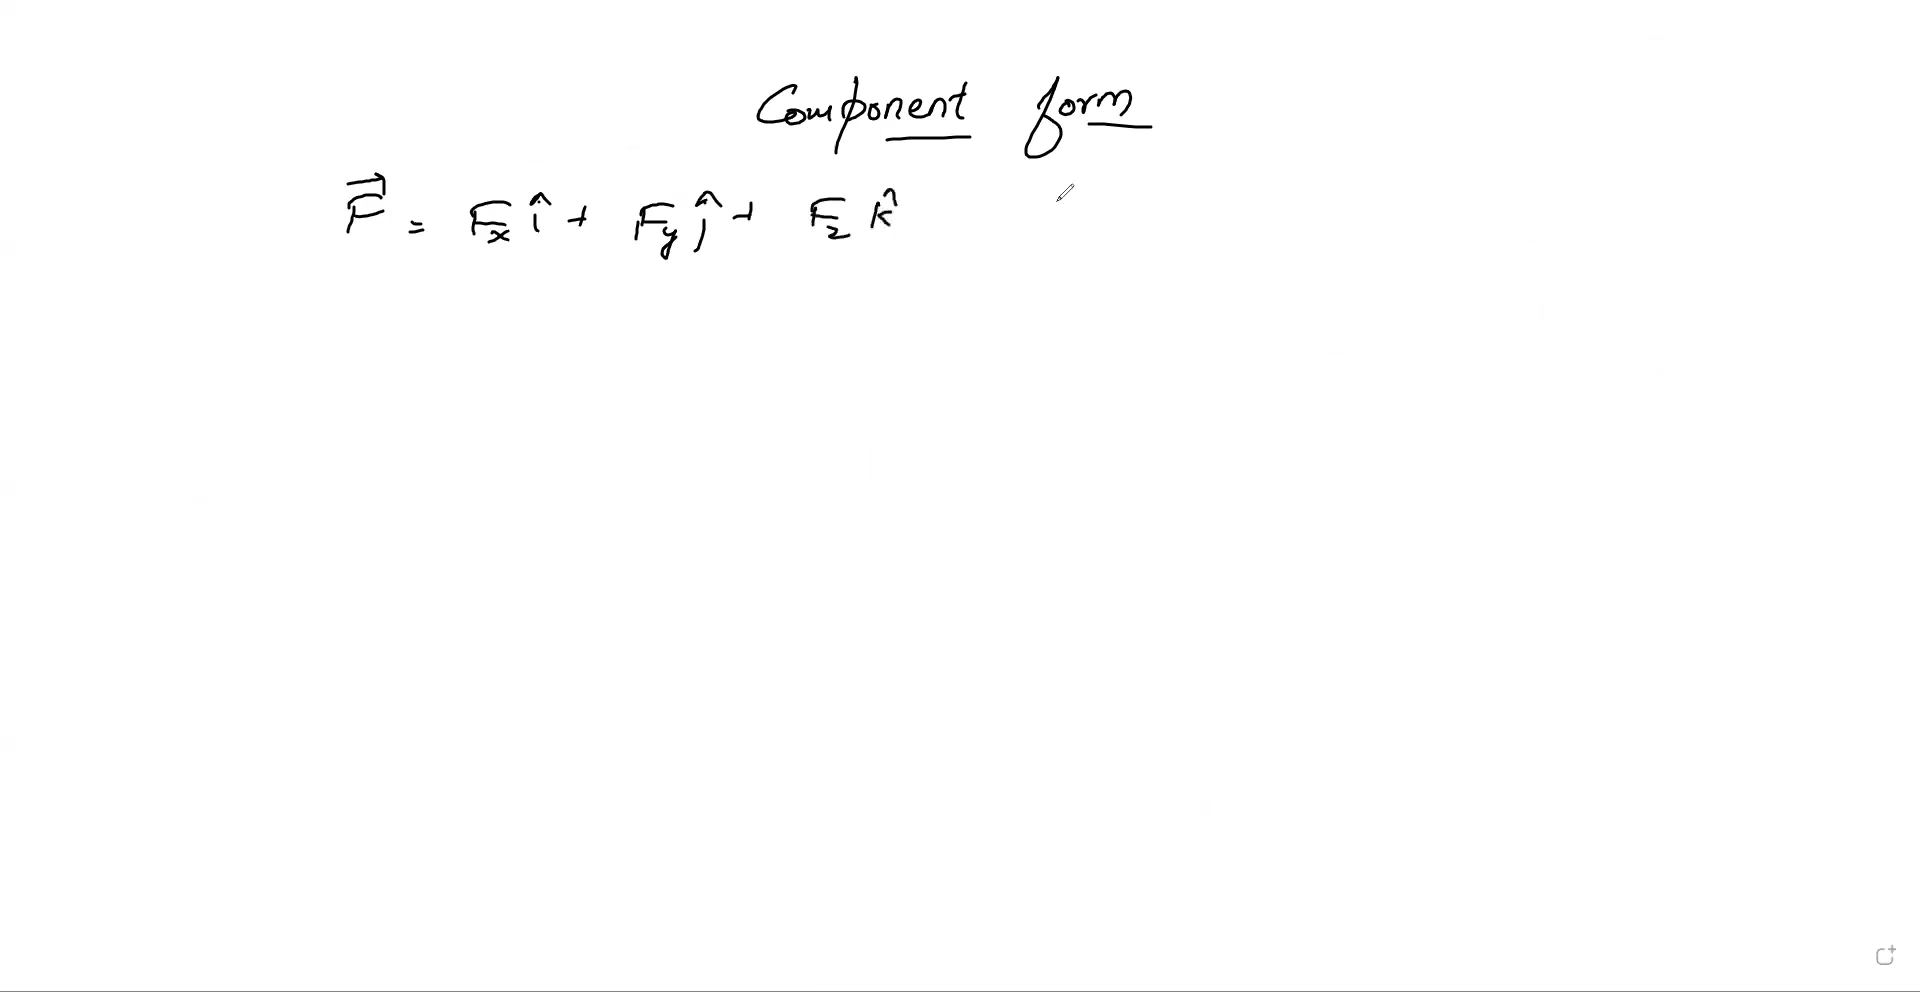 Component form
F⃗ = Fx î + Fy ĵ + Fz k̂